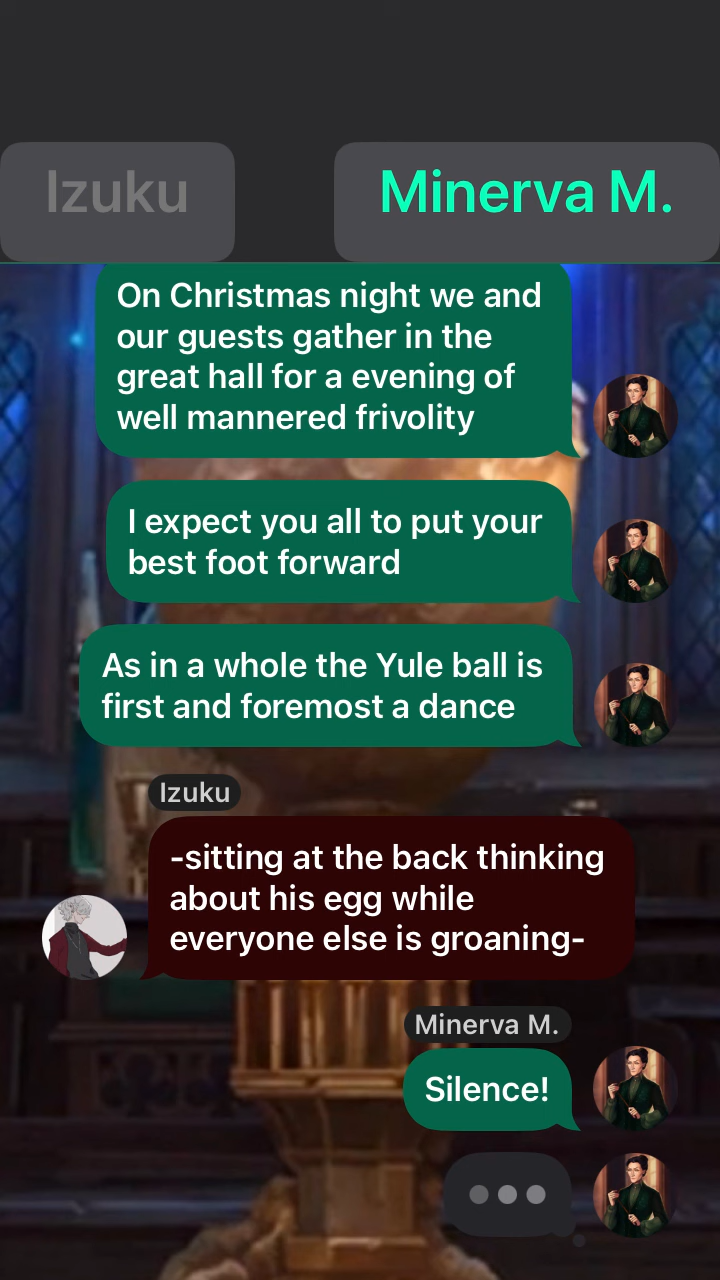 Izuku
Minerva M.
On Christmas night we and
our guests gather in the
great hall for a evening of
well mannered frivolity
I expect you all to put your
best foot forward
As in a whole the Yule ball is
first and foremost a dance
Izuku
-sitting at the back thinking
about his egg while
everyone else is groaning-
Minerva M.
Silence!